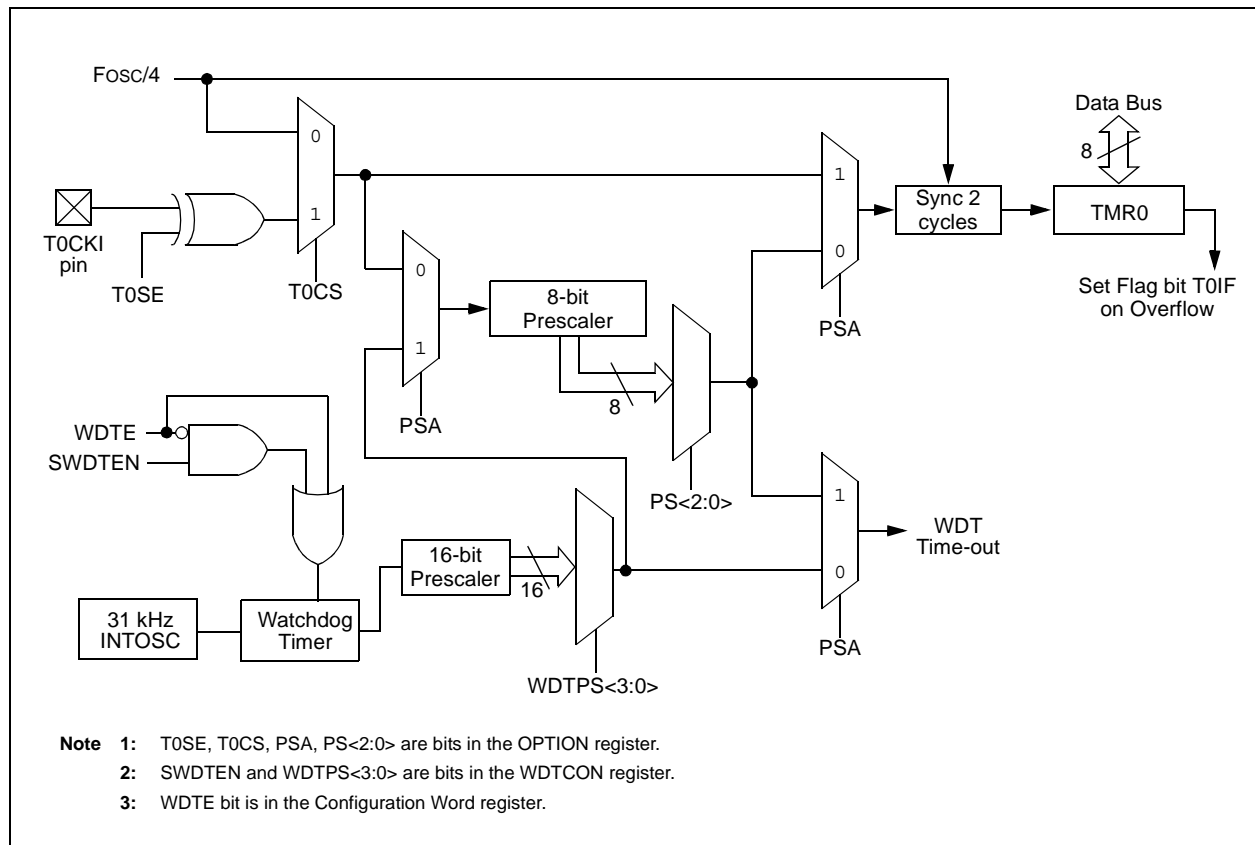 FOSC/4
Data Bus
0
1
8
T0CKI
pin
T0SE
T0CS
1
0
Sync 2
cycles
TMR0
0
1
8-bit
Prescaler
PSA
Set Flag bit T0IF
on Overflow
8
PSA
WDTE
SWDTEN
PS<2:0>
1
0
WDT
Time-out
16-bit
Prescaler
16
31 kHz
INTOSC
Watchdog
Timer
PSA
WDTPS<3:0>
Note 1: T0SE, T0CS, PSA, PS<2:0> are bits in the OPTION register.
2: SWDTEN and WDTPS<3:0> are bits in the WDTCON register.
3: WDTE bit is in the Configuration Word register.